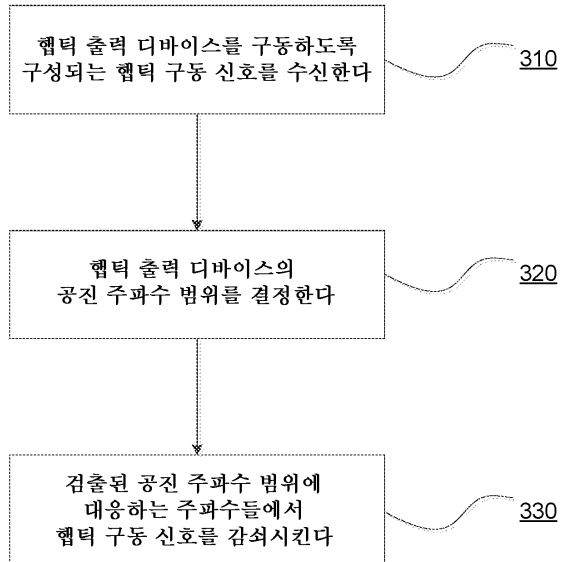 햅틱 출력 디바이스를 구동하도록
구성되는 햅틱 구동 신호를 수신한다
310
햅틱 출력 디바이스의
공진 주파수 범위를 결정한다
320
검출된 공진 주파수 범위에
대응하는 주파수들에서
햅틱 구동 신호를 감쇠시킨다
330